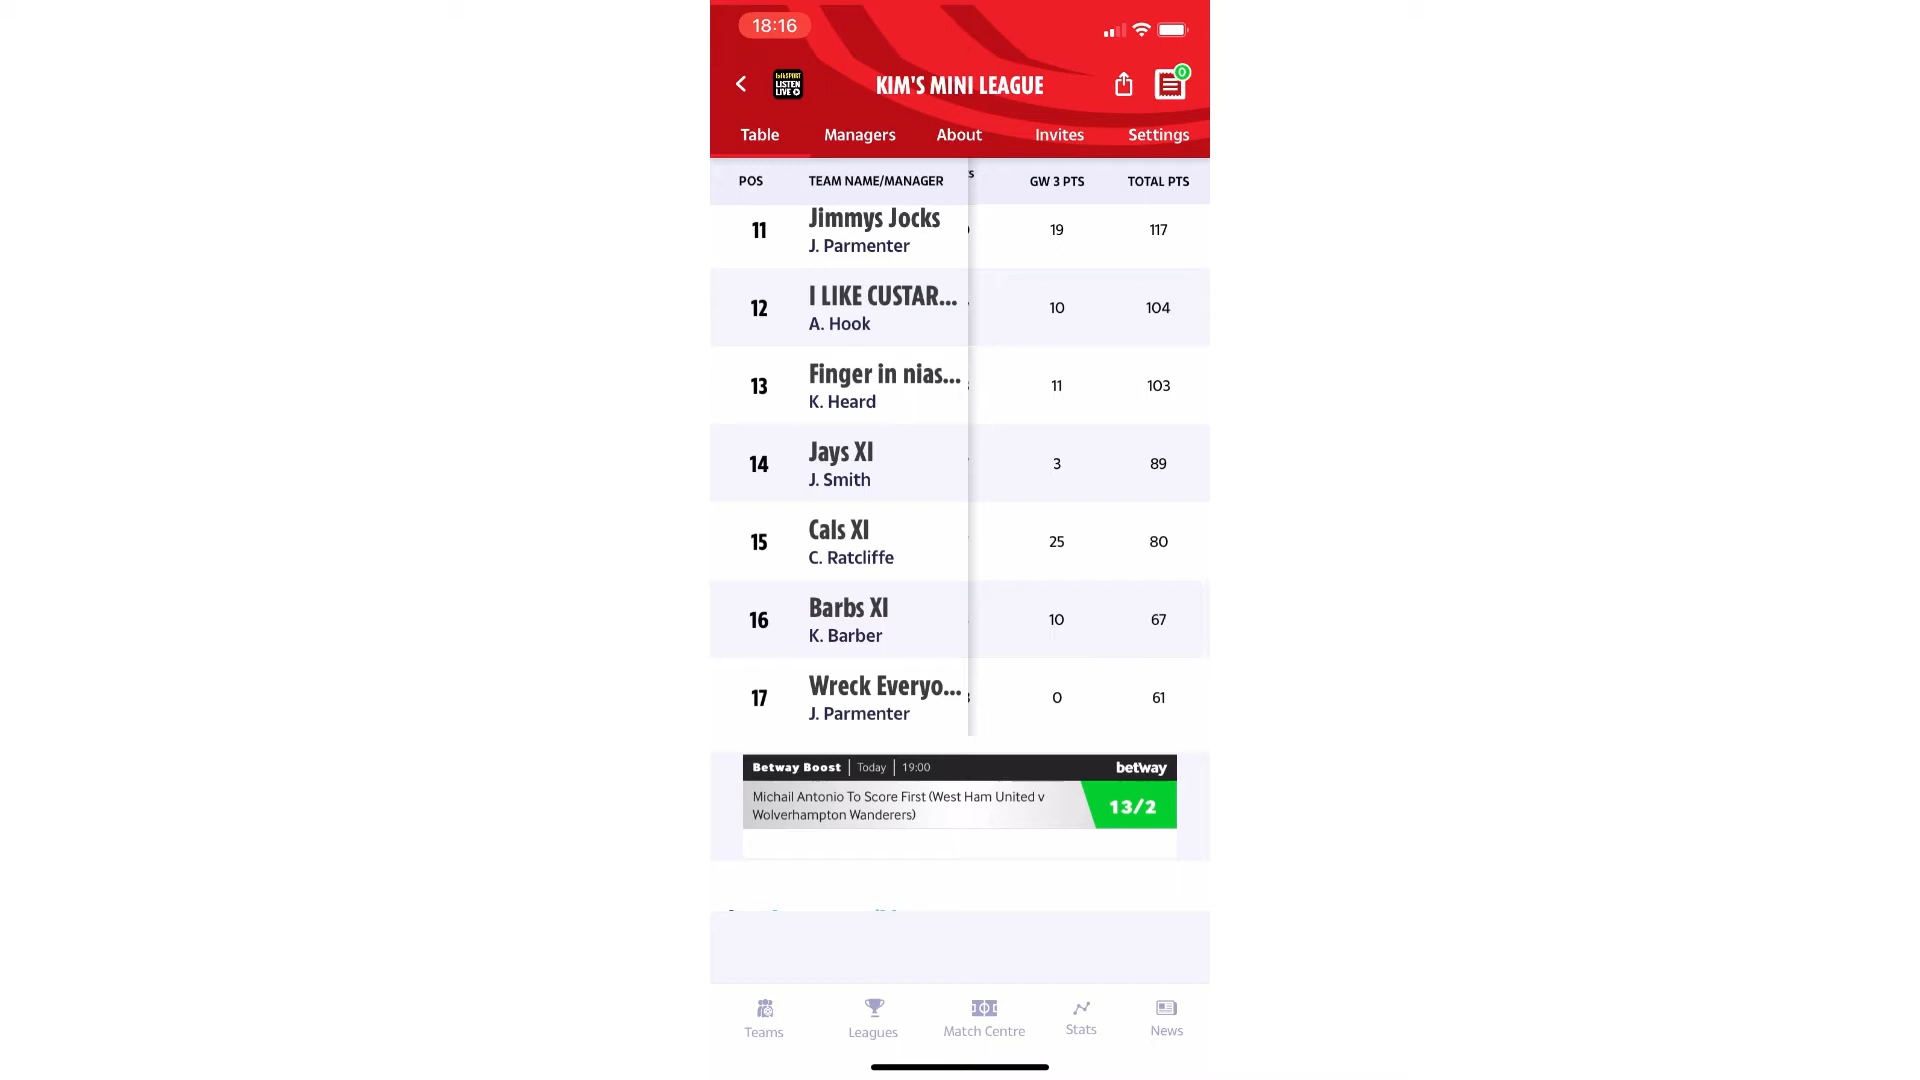 18:16
talkSPORT
LISTEN
LIVE
KIM'S MINI LEAGUE
0
Table Managers About Invites Settings
POS TEAM NAME/MANAGER s GW 3 PTS TOTAL PTS
11 Jimmys Jocks 19 117
J. Parmenter
12 I LIKE CUSTAR... 10 104
A. Hook
13 Finger in nias... 11 103
K. Heard
14 Jays XI 3 89
J. Smith
15 Cals XI 25 80
C. Ratcliffe
16 Barbs XI 10 67
K. Barber
17 Wreck Everyo... 0 61
J. Parmenter
Betway Boost | Today | 19:00 betway
Michail Antonio To Score First (West Ham United v
Wolverhampton Wanderers)
13/2
Teams Leagues Match Centre Stats News